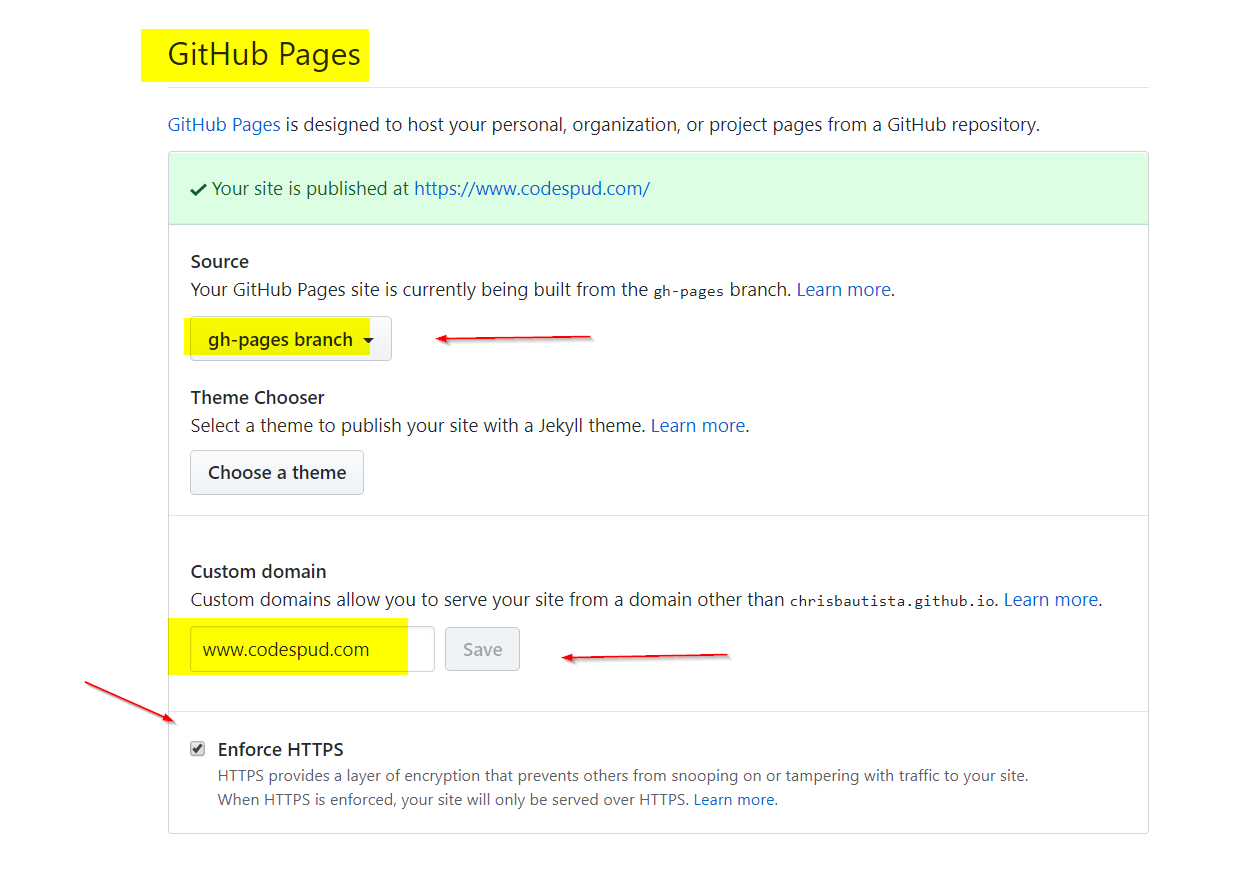 GitHub Pages
GitHub Pages is designed to host your personal, organization, or project pages from a GitHub repository.
Your site is published at https://www.codespud.com/
Source
Your GitHub Pages site is currently being built from the gh-pages branch. Learn more.
gh-pages branch
Theme Chooser
Select a theme to publish your site with a Jekyll theme. Learn more.
Choose a theme
Custom domain
Custom domains allow you to serve your site from a domain other than chrisbautista.github.io. Learn more.
www.codespud.com Save
Enforce HTTPS
HTTPS provides a layer of encryption that prevents others from snooping on or tampering with traffic to your site.
When HTTPS is enforced, your site will only be served over HTTPS. Learn more.